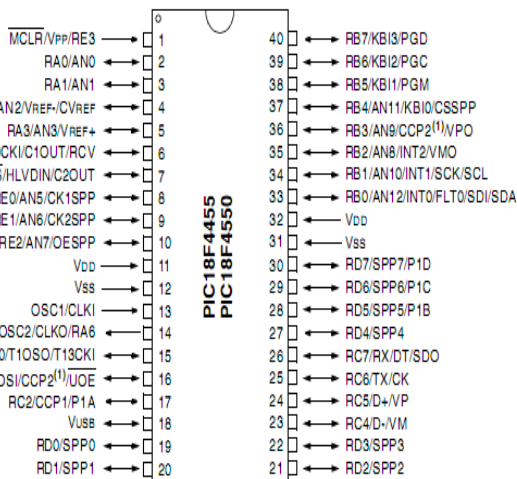 MCLR/VPP/RE3 1
RA0/AN0 2
RA1/AN1 3
AN2/VREF-/CVREF 4
RA3/AN3/VREF+ 5
CKI/C1OUT/RCV 6
/HLVDIN/C2OUT 7
E0/AN5/CK1SPP 8
E1/AN6/CK2SPP 9
RE2/AN7/OESPP 10
VDD 11
VSS 12
OSC1/CLKI 13
OSC2/CLKO/RA6 14
0/T1OSO/T13CKI 15
OSI/CCP2(1)/UOE 16
RC2/CCP1/P1A 17
VUSB 18
RD0/SPP0 19
RD1/SPP1 20
PIC18F4455
PIC18F4550
40 RB7/KBI3/PGD
39 RB6/KBI2/PGC
38 RB5/KBI1/PGM
37 RB4/AN11/KBI0/CSSPP
36 RB3/AN9/CCP2(1)/VPO
35 RB2/AN8/INT2/VMO
34 RB1/AN10/INT1/SCK/SCL
33 RB0/AN12/INT0/FLT0/SDI/SDA
32 VDD
31 VSS
30 RD7/SPP7/P1D
29 RD6/SPP6/P1C
28 RD5/SPP5/P1B
27 RD4/SPP4
26 RC7/RX/DT/SDO
25 RC6/TX/CK
24 RC5/D+/VP
23 RC4/D-/VM
22 RD3/SPP3
21 RD2/SPP2